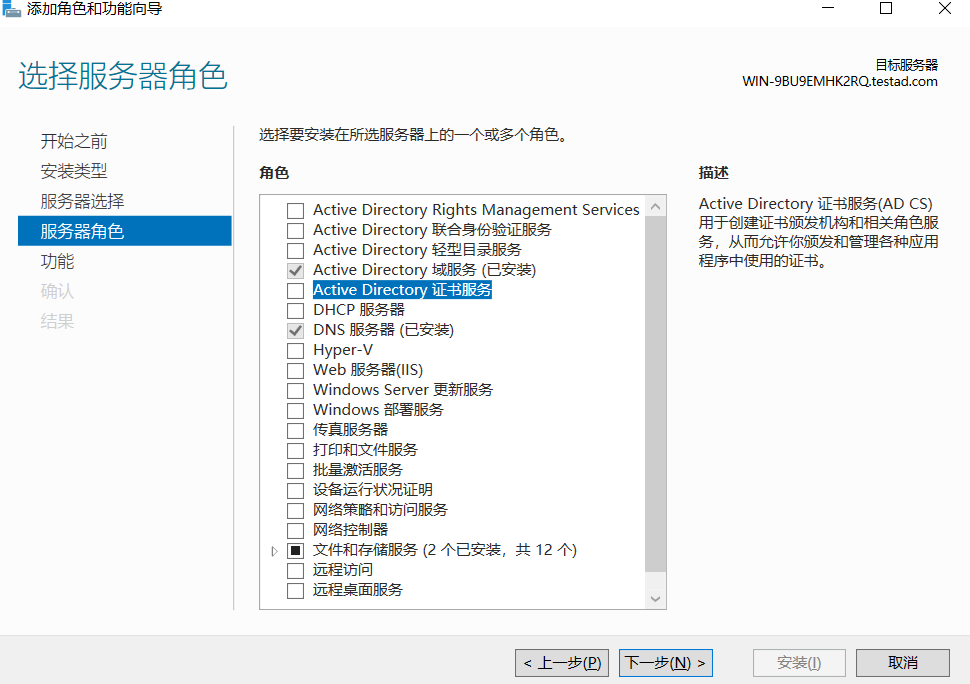 添加角色和功能向导
选择服务器角色
目标服务器
WIN-9BU9EMHK2RQ.testad.com
开始之前
安装类型
服务器选择
服务器角色
功能
确认
结果
选择要安装在所选服务器上的一个或多个角色。
角色
Active Directory Rights Management Services
Active Directory 联合身份验证服务
Active Directory 轻型目录服务
Active Directory 域服务 (已安装)
Active Directory 证书服务
DHCP 服务器
DNS 服务器 (已安装)
Hyper-V
Web 服务器(IIS)
Windows Server 更新服务
Windows 部署服务
传真服务器
打印和文件服务
批量激活服务
设备运行状况证明
网络策略和访问服务
网络控制器
文件和存储服务 (2 个已安装，共 12 个)
远程访问
远程桌面服务
描述
Active Directory 证书服务(AD CS)
用于创建证书颁发机构和相关角色服
务，从而允许你颁发和管理各种应用
程序中使用的证书。
< 上一步(P)
下一步(N) >
安装(I)
取消